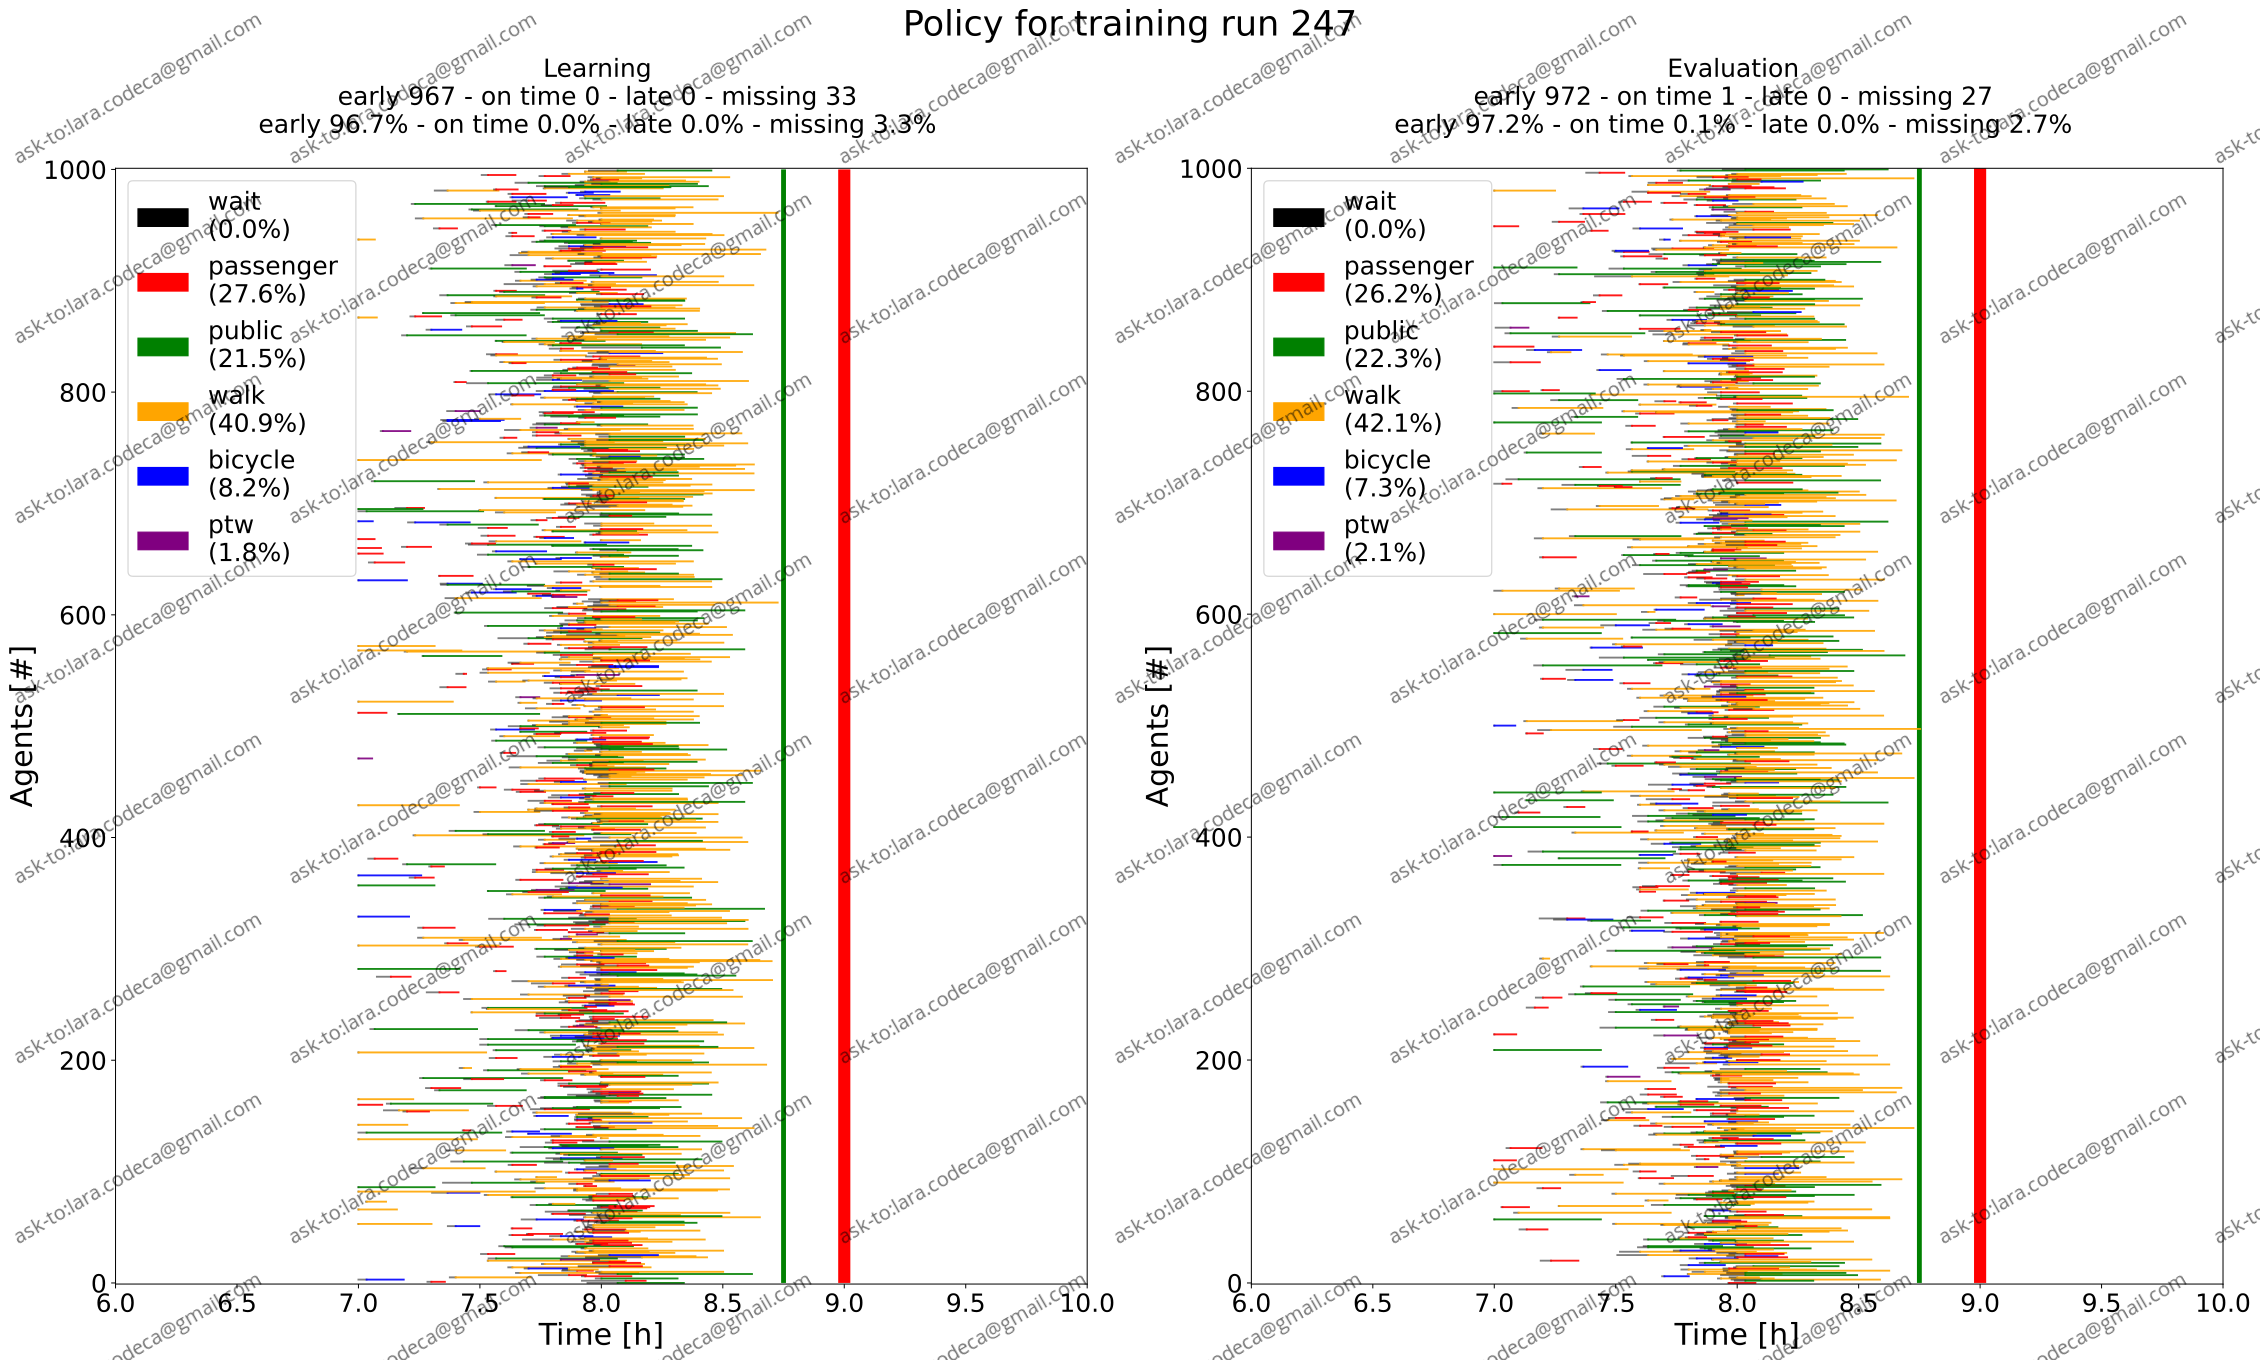 Policy for training run 247
Learning
early 967 - on time 0 - late 0 - missing 33
early 96.7% - on time 0.0% - late 0.0% - missing 3.3%
Evaluation
early 972 - on time 1 - late 0 - missing 27
early 97.2% - on time 0.1% - late 0.0% - missing 2.7%
Agents [#]
1000
800
600
400
200
0
wait
(0.0%)
passenger
(27.6%)
public
(21.5%)
walk
(40.9%)
bicycle
(8.2%)
ptw
(1.8%)
6.0 6.5 7.0 7.5 8.0 8.5 9.0 9.5 10.0
Time [h]
Agents [#]
1000
800
600
400
200
0
wait
(0.0%)
passenger
(26.2%)
public
(22.3%)
walk
(42.1%)
bicycle
(7.3%)
ptw
(2.1%)
6.0 6.5 7.0 7.5 8.0 8.5 9.0 9.5 10.0
Time [h]
ask-to:lara.codeca@gmail.com